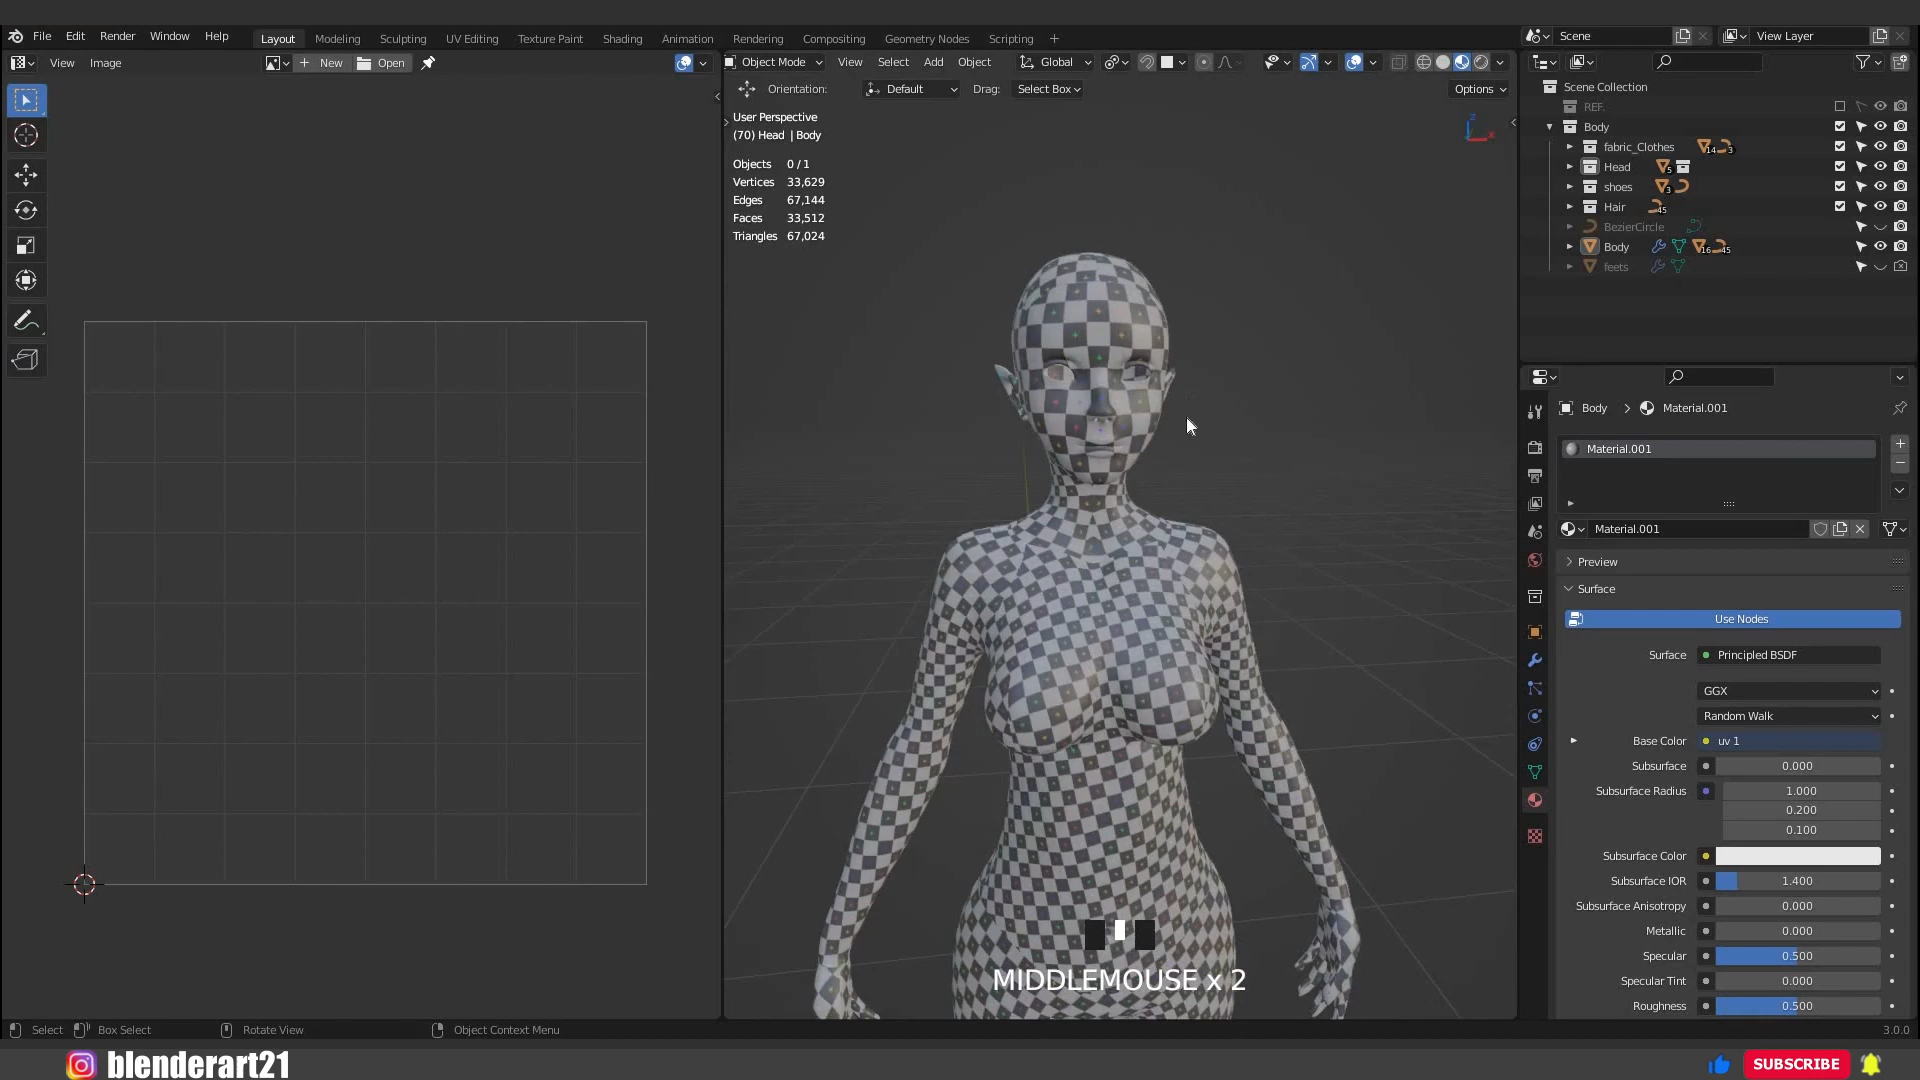 File Edit Render Window Help Layout Modeling Sculpting UV Editing Texture Paint Shading Animation Rendering Compositing Geometry Nodes Scripting + Scene View Layer
View Image + New Open Object Mode View Select Add Object Global
Orientation: Default Drag: Select Box Options
User Perspective
(70) Head | Body
Objects 0 / 1
Vertices 33,629
Edges 67,144
Faces 33,512
Triangles 67,024
Z
X
Scene Collection
REF.
Body
fabric_Clothes 14 3
Head 5
shoes 3
Hair 45
BezierCircle
Body 16 45
feets
Body > Material.001
Material.001
Material.001
Preview
Surface
Use Nodes
Surface Principled BSDF
GGX
Random Walk
Base Color uv 1
Subsurface 0.000
Subsurface Radius 1.000
0.200
0.100
Subsurface Color
Subsurface IOR 1.400
Subsurface Anisotropy 0.000
Metallic 0.000
Specular 0.500
Specular Tint 0.000
Roughness 0.500
MIDDLEMOUSE x 2
Select Box Select Rotate View Object Context Menu 3.0.0
blenderart21 SUBSCRIBE